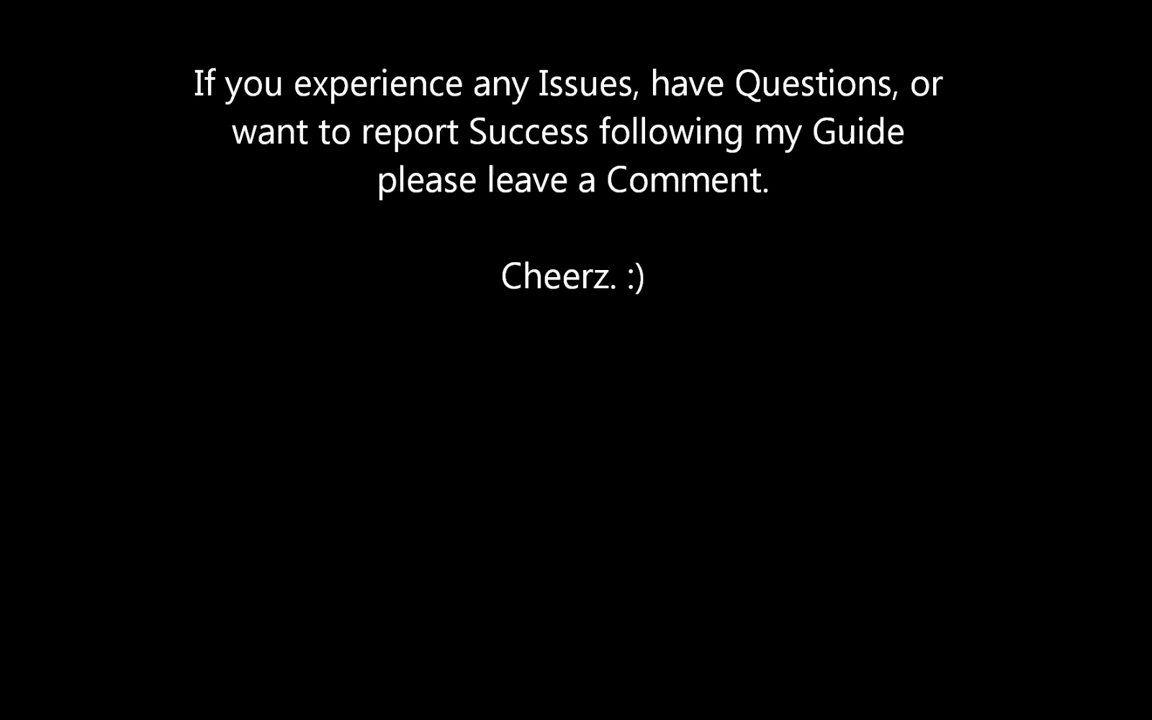 If you experience any Issues, have Questions, or
want to report Success following my Guide
please leave a Comment.
Cheerz. :)